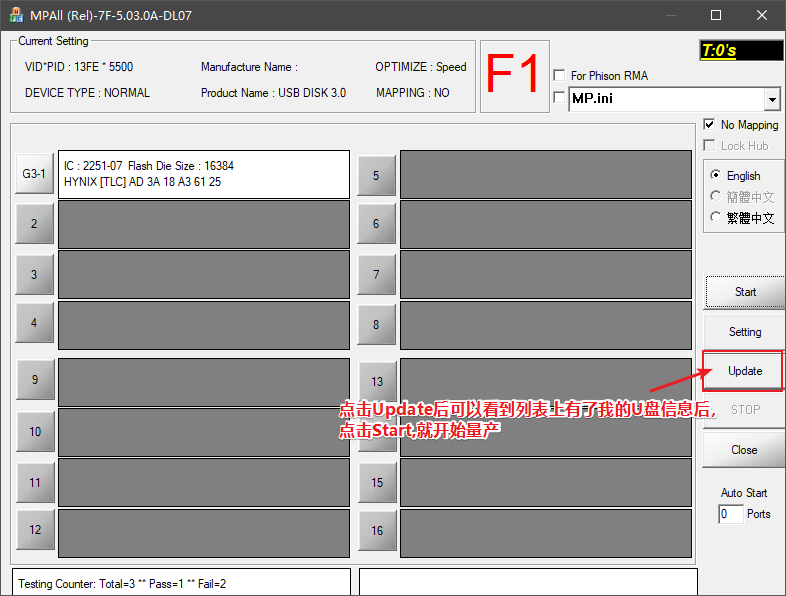 MPAll (Rel)-7F-5.03.0A-DL07
Current Setting
VID*PID : 13FE * 5500
Manufacture Name :
OPTIMIZE : Speed
DEVICE TYPE : NORMAL
Product Name : USB DISK 3.0
MAPPING : NO
F1
T:0's
For Phison RMA
MP.ini
No Mapping
Lock Hub
English
簡體中文
繁體中文
G3-1
IC : 2251-07 Flash Die Size : 16384
HYNIX [TLC] AD 3A 18 A3 61 25
5
2
6
3
7
4
8
9
13
10
11
15
12
16
点击Update后可以看到列表上有了我的U盘信息后,
点击Start,就开始量产
Start
Setting
Update
STOP
Close
Auto Start
0 Ports
Testing Counter: Total=3 ** Pass=1 ** Fail=2